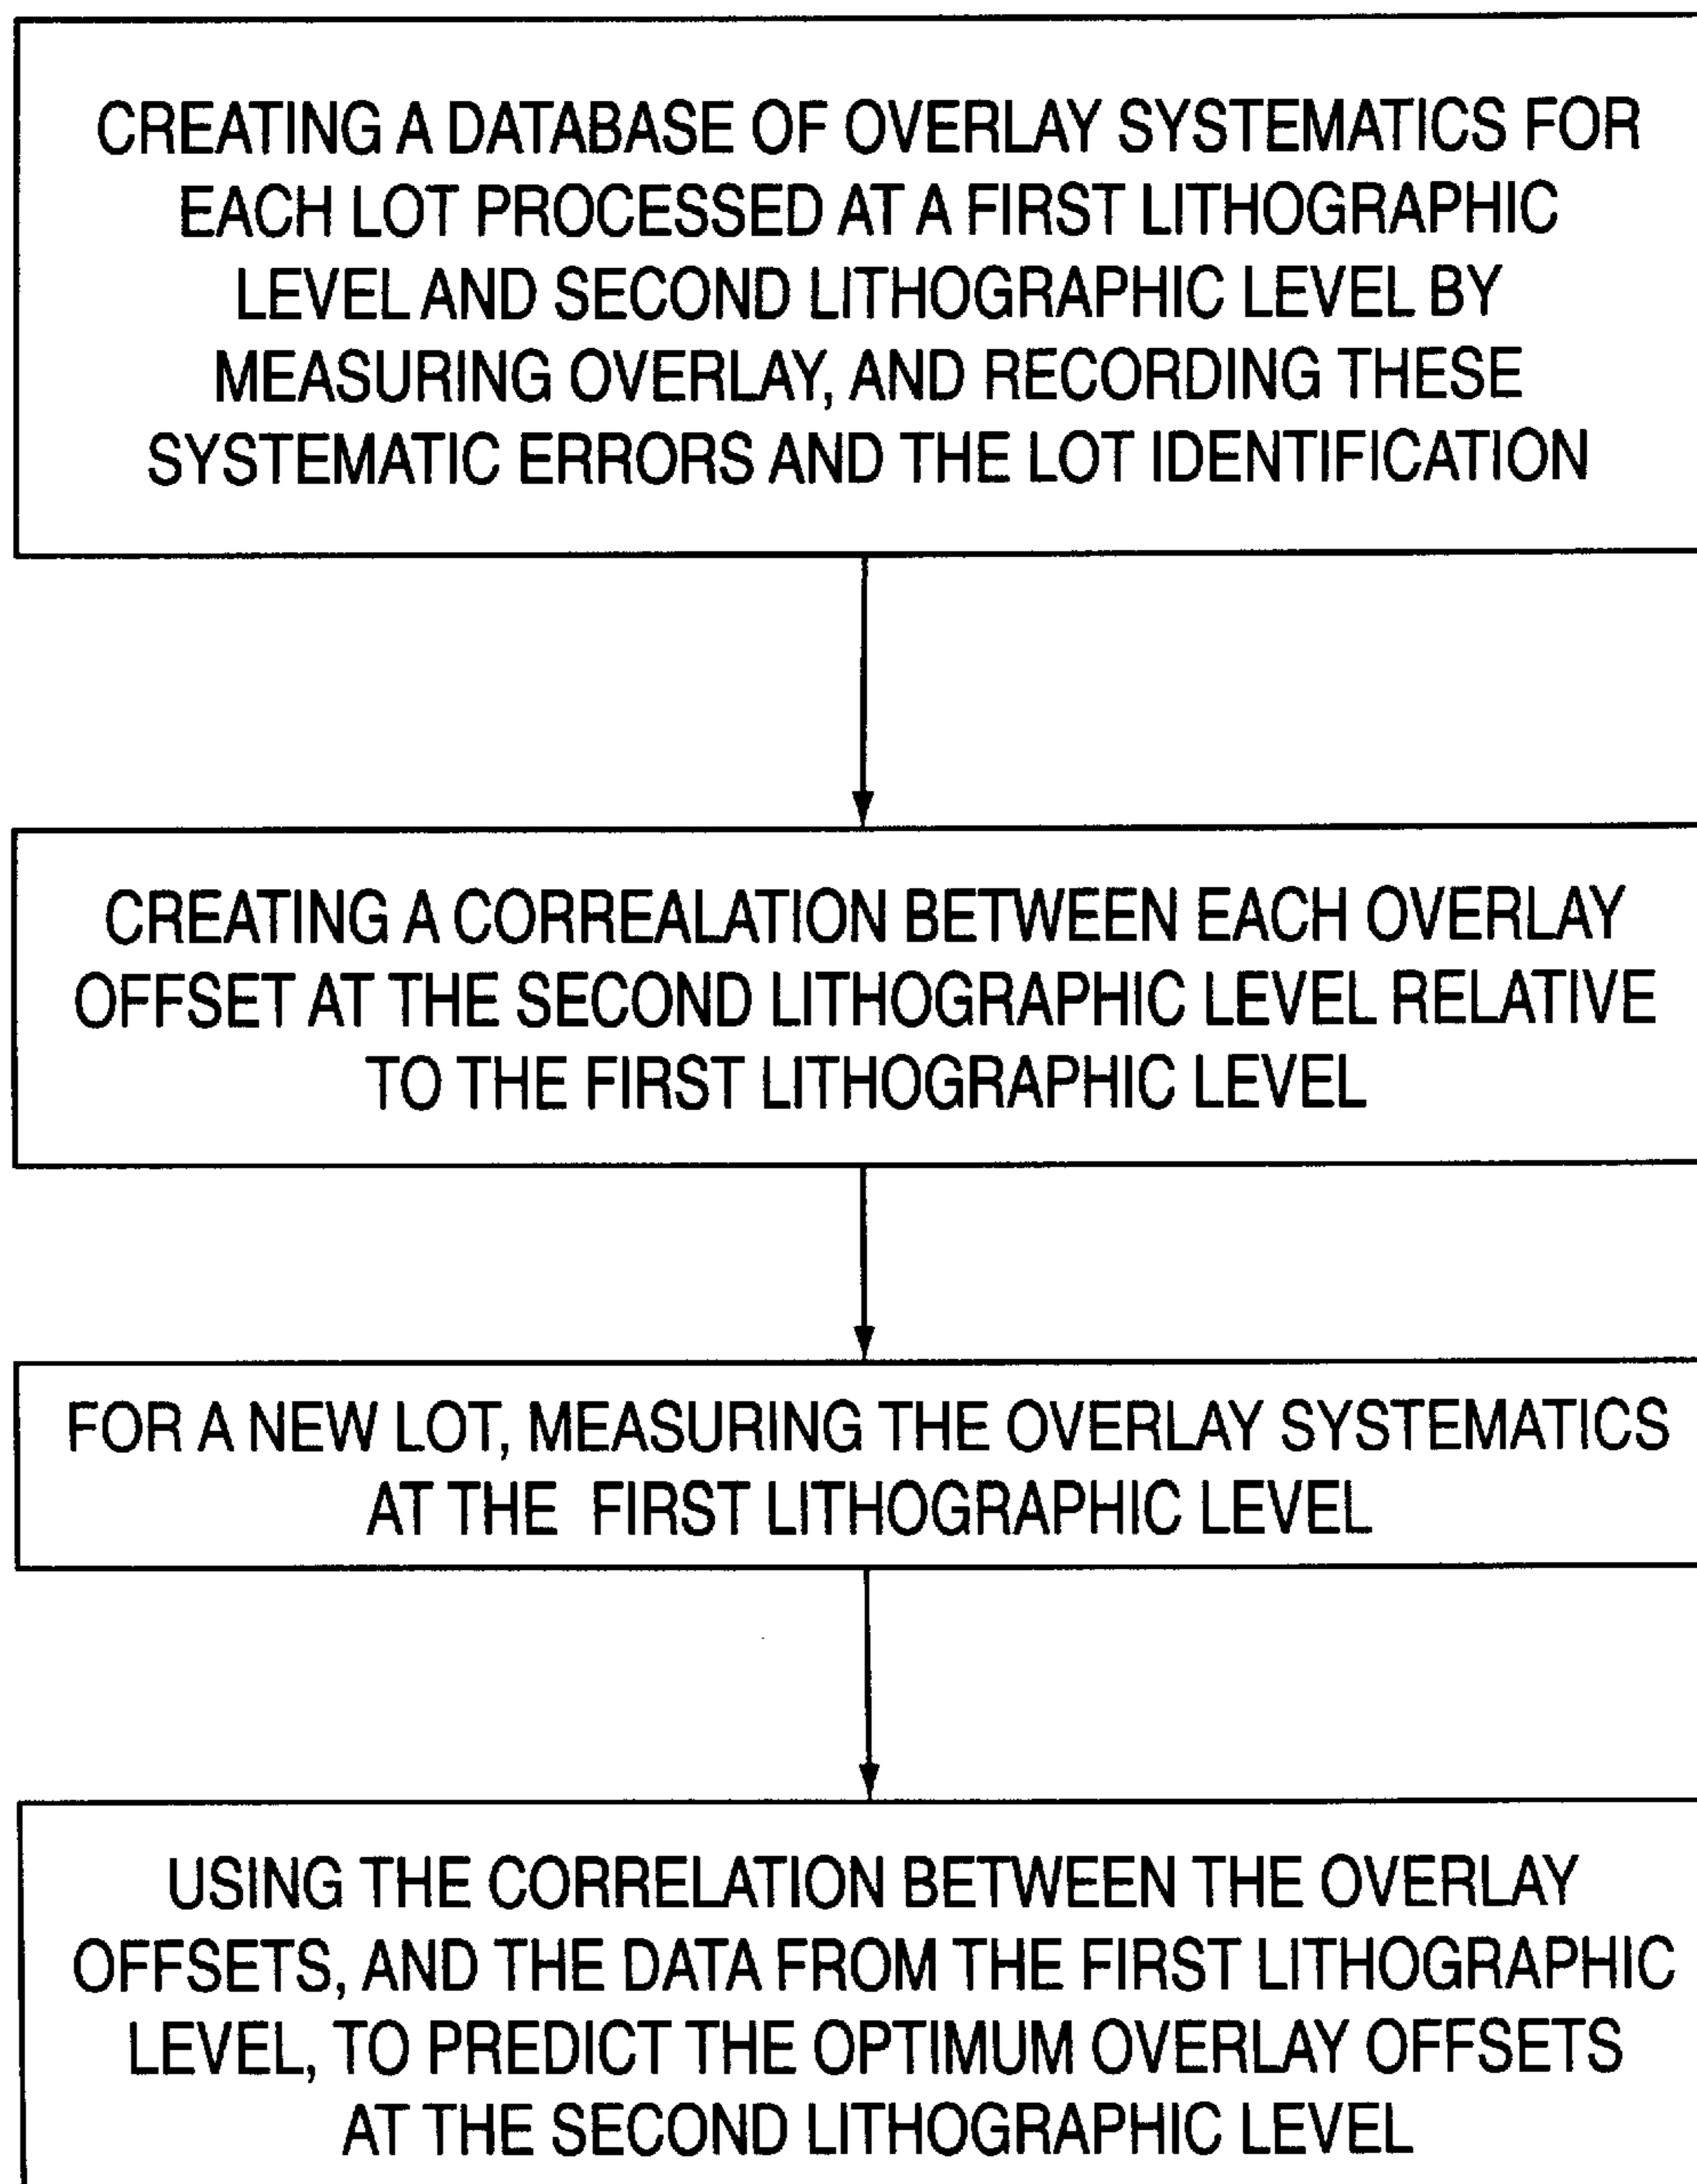 CREATING A DATABASE OF OVERLAY SYSTEMATICS FOR
EACH LOT PROCESSED AT A FIRST LITHOGRAPHIC
LEVEL AND SECOND LITHOGRAPHIC LEVEL BY
MEASURING OVERLAY, AND RECORDING THESE
SYSTEMATIC ERRORS AND THE LOT IDENTIFICATION
CREATING A CORREALATION BETWEEN EACH OVERLAY
OFFSET AT THE SECOND LITHOGRAPHIC LEVEL RELATIVE
TO THE FIRST LITHOGRAPHIC LEVEL
FOR A NEW LOT, MEASURING THE OVERLAY SYSTEMATICS
AT THE FIRST LITHOGRAPHIC LEVEL
USING THE CORRELATION BETWEEN THE OVERLAY
OFFSETS, AND THE DATA FROM THE FIRST LITHOGRAPHIC
LEVEL, TO PREDICT THE OPTIMUM OVERLAY OFFSETS
AT THE SECOND LITHOGRAPHIC LEVEL